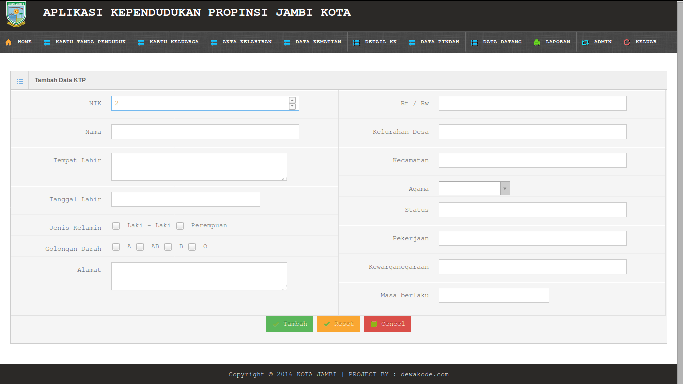 APLIKASI KEPENDUDUKAN PROPINSI JAMBI KOTA
HOME KARTU TANDA PENDUDUK KARTU KELUARGA DATA KELAHIRAN DATA KEMATIAN DETAIL KK DATA PINDAH DATA DATANG LAPORAN ADMIN KELUAR
Tambah Data KTP
NIK
Rt / Rw
Nama
Kelurahan Desa
Tempat Lahir
Kecamatan
Agama
Tanggal Lahir
Status
Jenis Kelamin Laki - Laki Perempuan
Pekerjaan
Golongan Darah A AB B O
Alamat
Kewarganegaraan
Masa berlaku
Tambah Reset Cancel
Copyright © 2016 KOTA JAMBI | PROJECT BY : dewakode.com